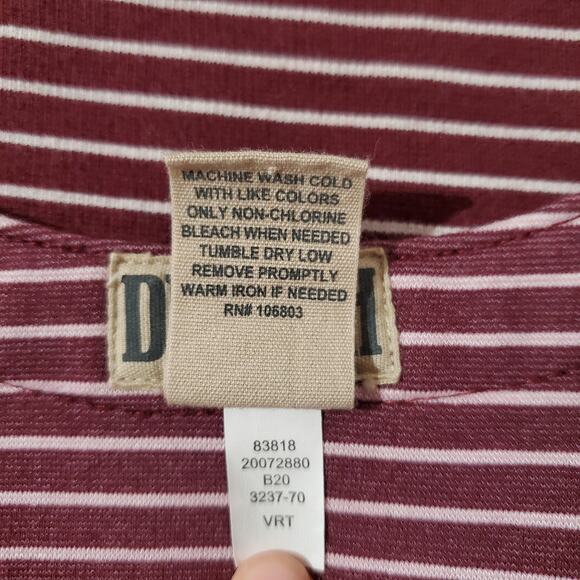 MACHINE WASH COLD
WITH LIKE COLORS
ONLY NON-CHLORINE
BLEACH WHEN NEEDED
TUMBLE DRY LOW
REMOVE PROMPTLY
WARM IRON IF NEEDED
RN# 106803
83818
20072880
B20
3237-70
VRT